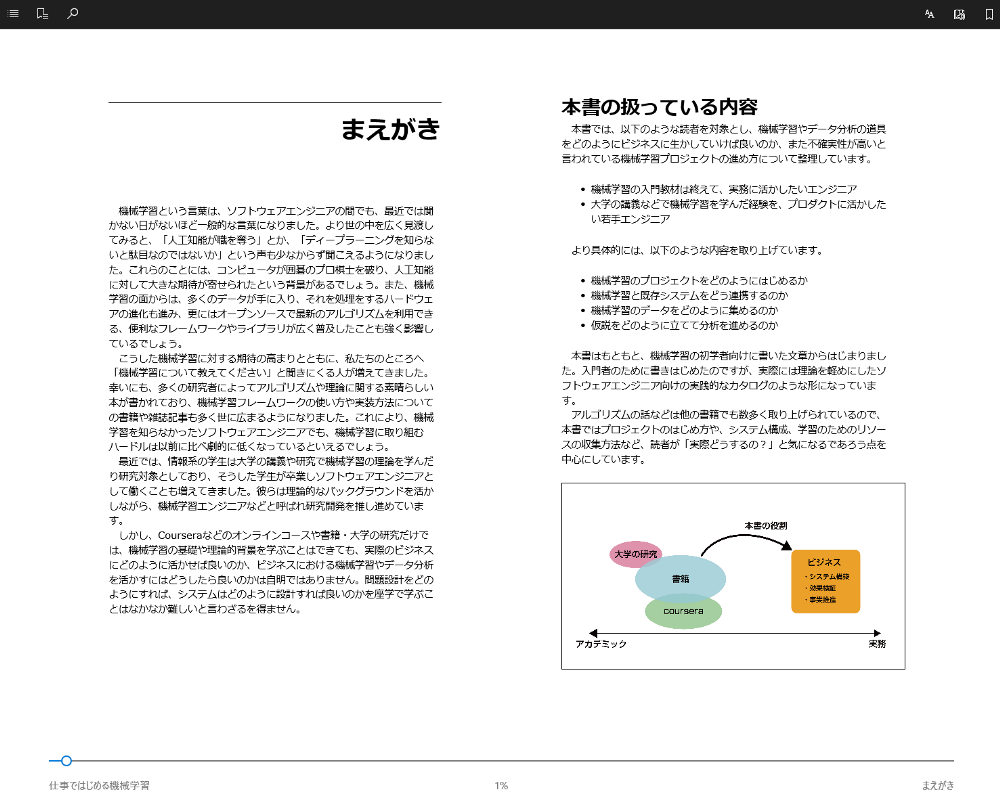 まえがき
機械学習という言葉は、ソフトウェアエンジニアの間でも、最近では聞
かない日がないほど一般的な言葉になりました。より世の中を広く見渡し
てみると、「人工知能が職を奪う」とか、「ディープラーニングを知らな
いと駄目なのではないか」という声も少なからず聞こえるようになりまし
た。これらのことには、コンピュータが囲碁のプロ棋士を破り、人工知能
に対して大きな期待が寄せられたという背景があるでしょう。また、機械
学習の面からは、多くのデータが手に入り、それを処理をするハードウェ
アの進化も進み、更にはオープンソースで最新のアルゴリズムを利用でき
る、便利なフレームワークやライブラリが広く普及したことも強く影響し
ているでしょう。
こうした機械学習に対する期待の高まりとともに、私たちのところへ
「機械学習について教えてください」と聞きにくる人が増えてきました。
幸いにも、多くの研究者によってアルゴリズムや理論に関する素晴らしい
本が書かれており、機械学習フレームワークの使い方や実装方法について
の書籍や雑誌記事も多く世に広まるようになりました。これにより、機械
学習を知らなかったソフトウェアエンジニアでも、機械学習に取り組む
ハードルは以前に比べ劇的に低くなっているといえるでしょう。
最近では、情報系の学生は大学の講義や研究で機械学習の理論を学んだ
り研究対象としており、そうした学生が卒業しソフトウェアエンジニアと
して働くことも増えてきました。彼らは理論的なバックグラウンドを活か
しながら、機械学習エンジニアなどと呼ばれ研究開発を推し進めていま
す。
しかし、Courseraなどのオンラインコースや書籍・大学の研究だけで
は、機械学習の基礎や理論的背景を学ぶことはできても、実際のビジネス
にどのように活かせば良いのか、ビジネスにおける機械学習やデータ分析
を活かすにはどうしたら良いのかは自明ではありません。問題設計をどの
ようにすれば、システムはどのように設計すれば良いのかを座学で学ぶこ
とはなかなか難しいと言わざるを得ません。
本書の扱っている内容
本書では、以下のような読者を対象とし、機械学習やデータ分析の道具
をどのようにビジネスに生かしていけば良いのか、また不確実性が高いと
言われている機械学習プロジェクトの進め方について整理しています。
• 機械学習の入門教材は終えて、実務に活かしたいエンジニア
• 大学の講義などで機械学習を学んだ経験を、プロダクトに活かした
い若手エンジニア
より具体的には、以下のような内容を取り上げています。
• 機械学習のプロジェクトをどのようにはじめるか
• 機械学習と既存システムをどう連携するのか
• 機械学習のデータをどのように集めるのか
• 仮説をどのように立てて分析を進めるのか
本書はもともと、機械学習の初学者向けに書いた文章からはじまりまし
た。入門者のために書きはじめたのですが、実際には理論を軽めにしたソ
フトウェアエンジニア向けの実践的なカタログのような形になっていま
す。
アルゴリズムの話などは他の書籍でも数多く取り上げられているので、
本書ではプロジェクトのはじめ方や、システム構成、学習のためのリソー
スの収集方法など、読者が「実際どうするの？」と気になるであろう点を
中心にしています。
本書の役割
大学の研究
書籍
coursera
ビジネス
・システム構築
・効果検証
・事業推進
アカデミック
実務
仕事ではじめる機械学習
1%
まえがき